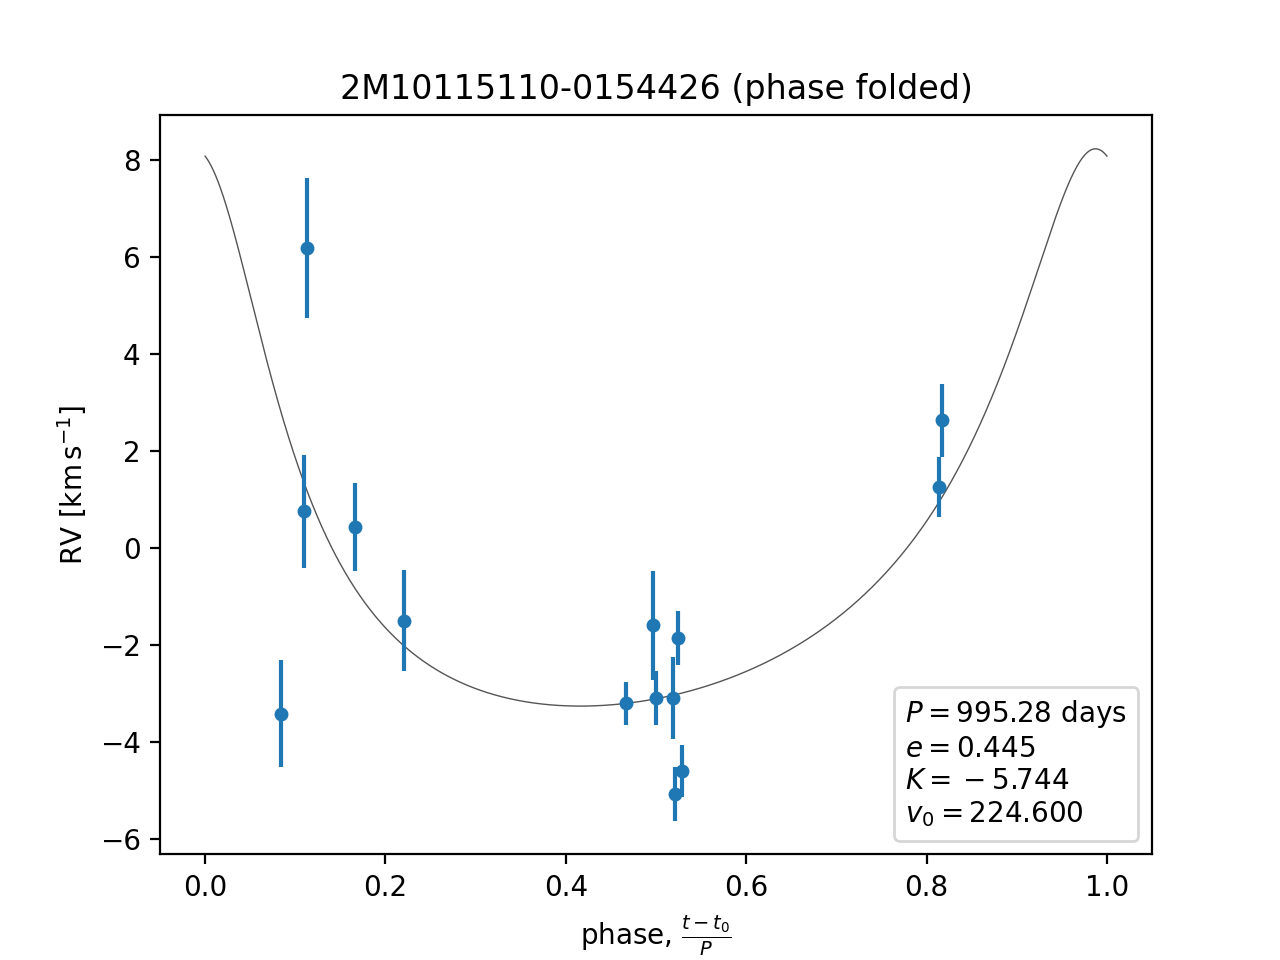 2M10115110-0154426 (phase folded)
8
6
4
2
0
−2
−4
−6
RV [km s⁻¹]
P = 995.28 days
e = 0.445
K = − 5.744
v₀ = 224.600
0.0 0.2 0.4 0.6 0.8 1.0
phase, (t − t₀)/P